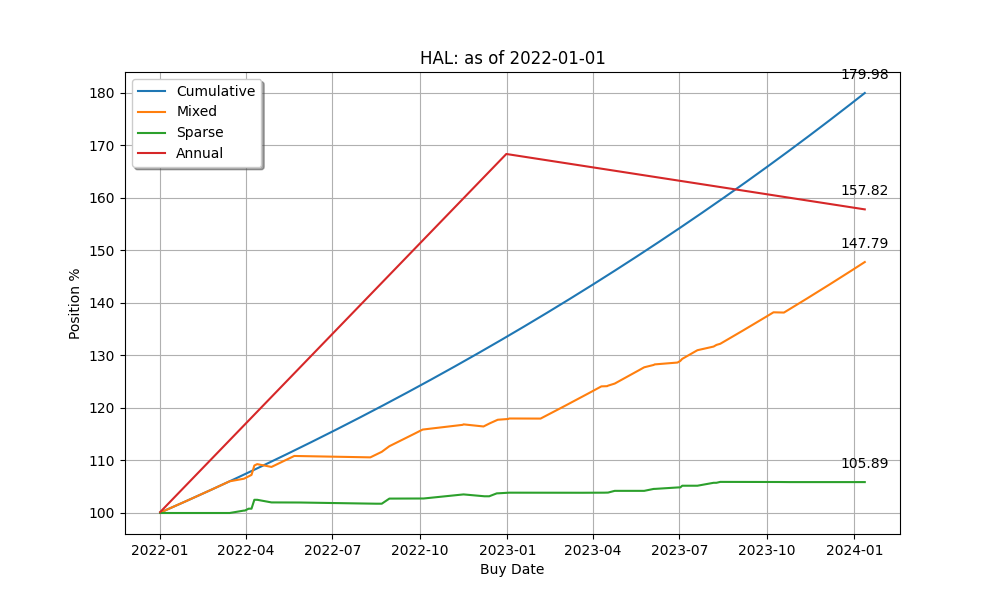 HAL: as of 2022-01-01
Cumulative
Mixed
Sparse
Annual
179.98
157.82
147.79
105.89
Position %
180
170
160
150
140
130
120
110
100
2022-01 2022-04 2022-07 2022-10 2023-01 2023-04 2023-07 2023-10 2024-01
Buy Date